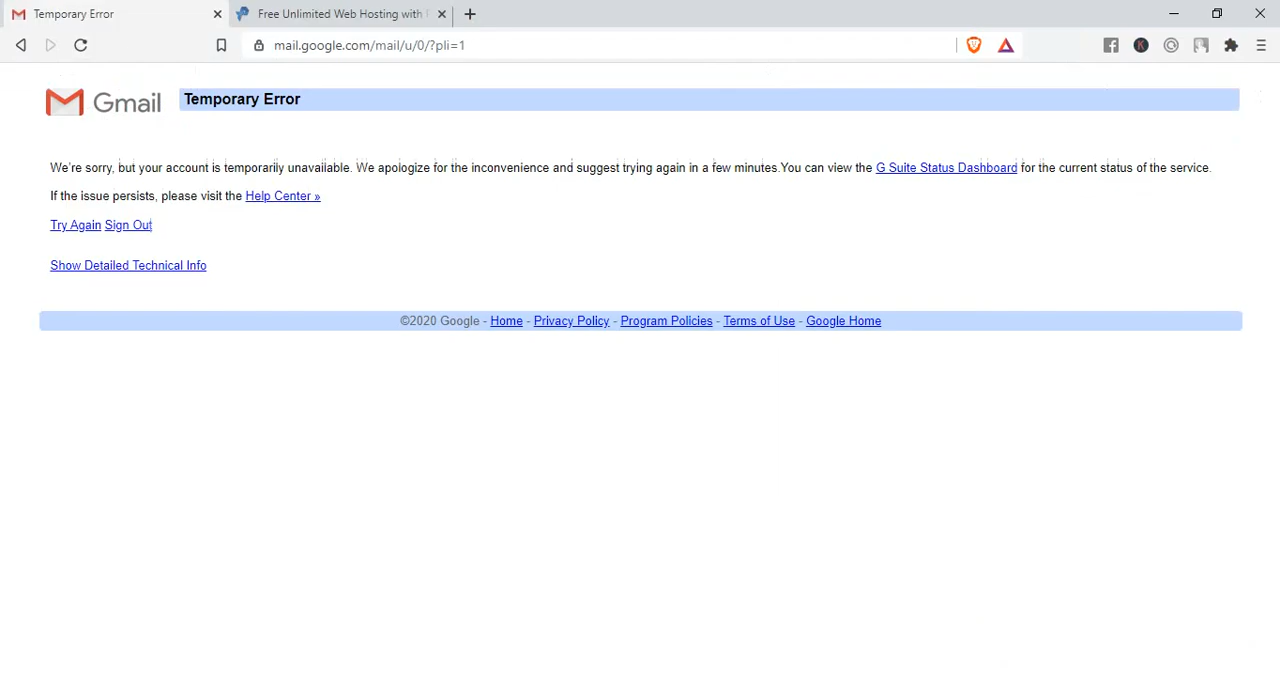 Temporary Error
Free Unlimited Web Hosting with
mail.google.com/mail/u/0/?pli=1
Gmail
Temporary Error
We're sorry, but your account is temporarily unavailable. We apologize for the inconvenience and suggest trying again in a few minutes.You can view the G Suite Status Dashboard for the current status of the service.
If the issue persists, please visit the Help Center »
Try Again Sign Out
Show Detailed Technical Info
©2020 Google - Home - Privacy Policy - Program Policies - Terms of Use - Google Home